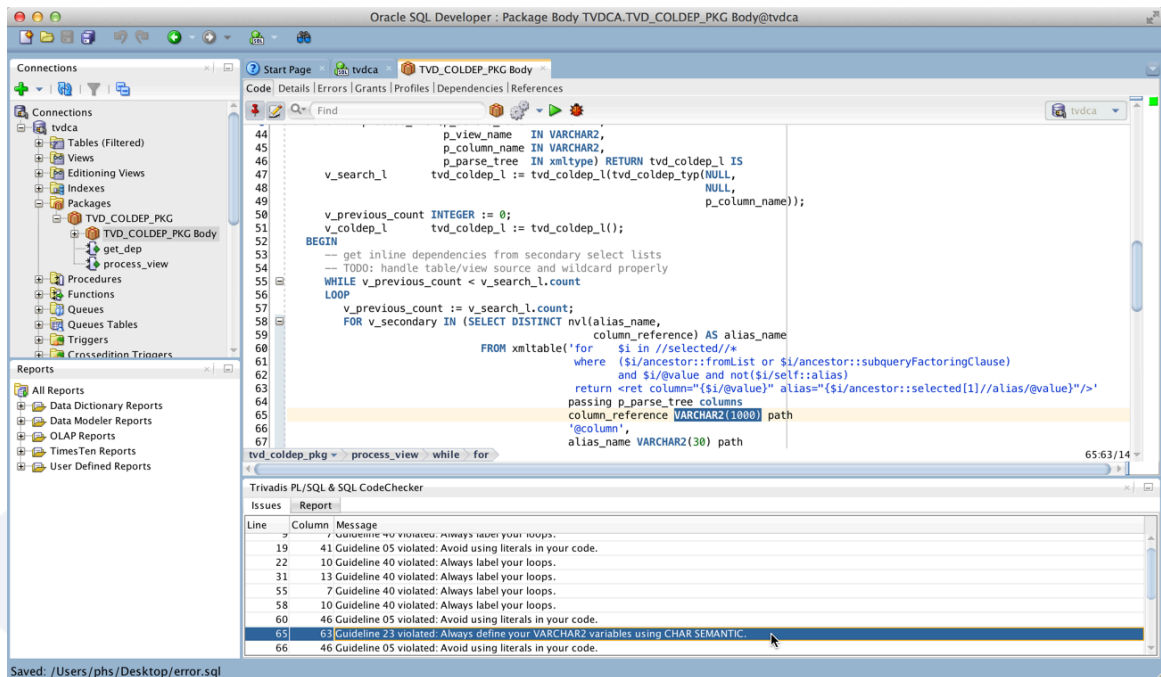 Oracle SQL Developer : Package Body TVDCA.TVD_COLDEP_PKG Body@tvdca
Connections
Connections
tvdca
Tables (Filtered)
Views
Editioning Views
Indexes
Packages
TVD_COLDEP_PKG
TVD_COLDEP_PKG Body
get_dep
process_view
Procedures
Functions
Queues
Queues Tables
Triggers
Crossedition Triggers
Reports
All Reports
Data Dictionary Reports
Data Modeler Reports
OLAP Reports
TimesTen Reports
User Defined Reports
Start Page tvdca TVD_COLDEP_PKG Body
Code Details Errors Grants Profiles Dependencies References
Find tvdca
44 p_view_name IN VARCHAR2,
45 p_column_name IN VARCHAR2,
46 p_parse_tree IN xmltype) RETURN tvd_coldep_l IS
47 v_search_l tvd_coldep_l := tvd_coldep_l(tvd_coldep_typ(NULL,
48 NULL,
49 p_column_name));
50 v_previous_count INTEGER := 0;
51 v_coldep_l tvd_coldep_l := tvd_coldep_l();
52 BEGIN
53 -- get inline dependencies from secondary select lists
54 -- TODO: handle table/view source and wildcard properly
55 WHILE v_previous_count < v_search_l.count
56 LOOP
57 v_previous_count := v_search_l.count;
58 FOR v_secondary IN (SELECT DISTINCT nvl(alias_name,
59 column_reference) AS alias_name
60 FROM xmltable('for $i in //selected//*
61 where ($i/ancestor::fromList or $i/ancestor::subqueryFactoringClause)
62 and $i/@value and not($i/self::alias)
63 return <ret column="{$i/@value}" alias="{$i/ancestor::selected[1]//alias/@value}"/>'
64 passing p_parse_tree columns
65 column_reference VARCHAR2(1000) path
66 '@column',
67 alias_name VARCHAR2(30) path
tvd_coldep_pkg process_view while for 65:63/14
Trivadis PL/SQL & SQL CodeChecker
Issues Report
Line Column Message
9 7 Guideline 40 violated: Always label your loops.
19 41 Guideline 05 violated: Avoid using literals in your code.
22 10 Guideline 40 violated: Always label your loops.
31 13 Guideline 40 violated: Always label your loops.
55 7 Guideline 40 violated: Always label your loops.
58 10 Guideline 40 violated: Always label your loops.
60 46 Guideline 05 violated: Avoid using literals in your code.
65 63 Guideline 23 violated: Always define your VARCHAR2 variables using CHAR SEMANTIC.
66 46 Guideline 05 violated: Avoid using literals in your code.
Saved: /Users/phs/Desktop/error.sql